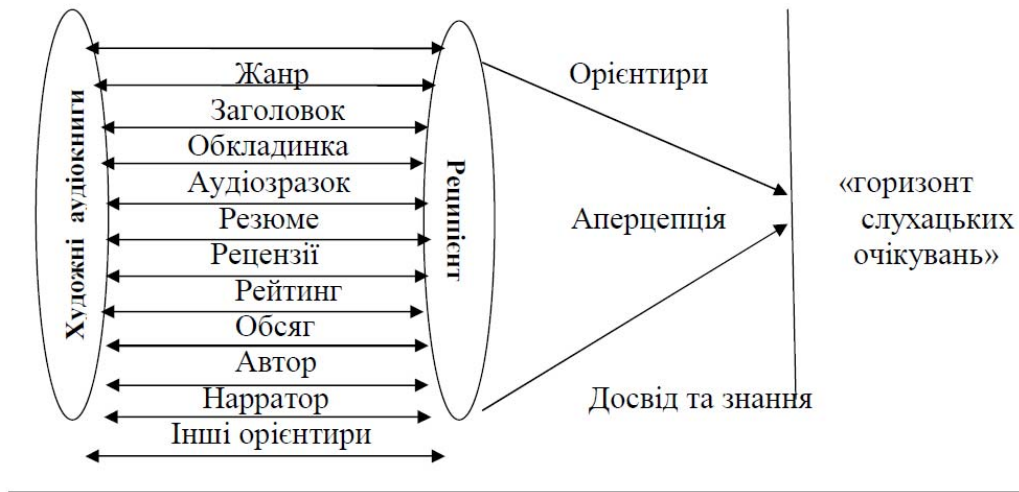 Художні аудіокниги
Жанр
Заголовок
Обкладинка
Аудіозразок
Резюме
Рецензії
Рейтинг
Обсяг
Автор
Нарратор
Інші орієнтири
Реципієнт
Орієнтири
Аперцепція
Досвід та знання
«горизонт
слухацьких
очікувань»